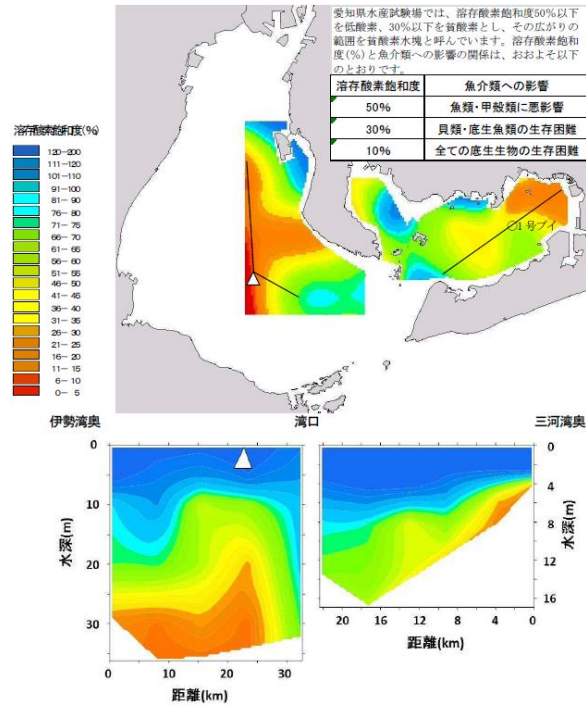 愛知県水産試験場では、溶存酸素飽和度50%以下
を低酸素、30%以下を貧酸素とし、その広がりの
範囲を貧酸素水塊と呼んでいます。溶存酸素飽和
度(%)と魚介類への影響の関係は、おおよそ以下
のとおりです。
溶存酸素飽和度 魚介類への影響
50% 魚類・甲殻類に悪影響
30% 貝類・底生魚類の生存困難
10% 全ての底生生物の生存困難
溶存酸素飽和度(%)
120-200
111-120
101-110
91-100
81-90
76-80
71-75
66-70
61-65
56-60
51-55
46-50
41-45
31-35
26-30
21-25
16-20
11-15
6-10
0-5
○1号ブイ
伊勢湾奥 湾口 三河湾奥
0
10
20
30
水深(m)
0 10 20 30
距離(km)
0
4
8
12
16
水深(m)
20 16 12 8 4 0
距離(km)